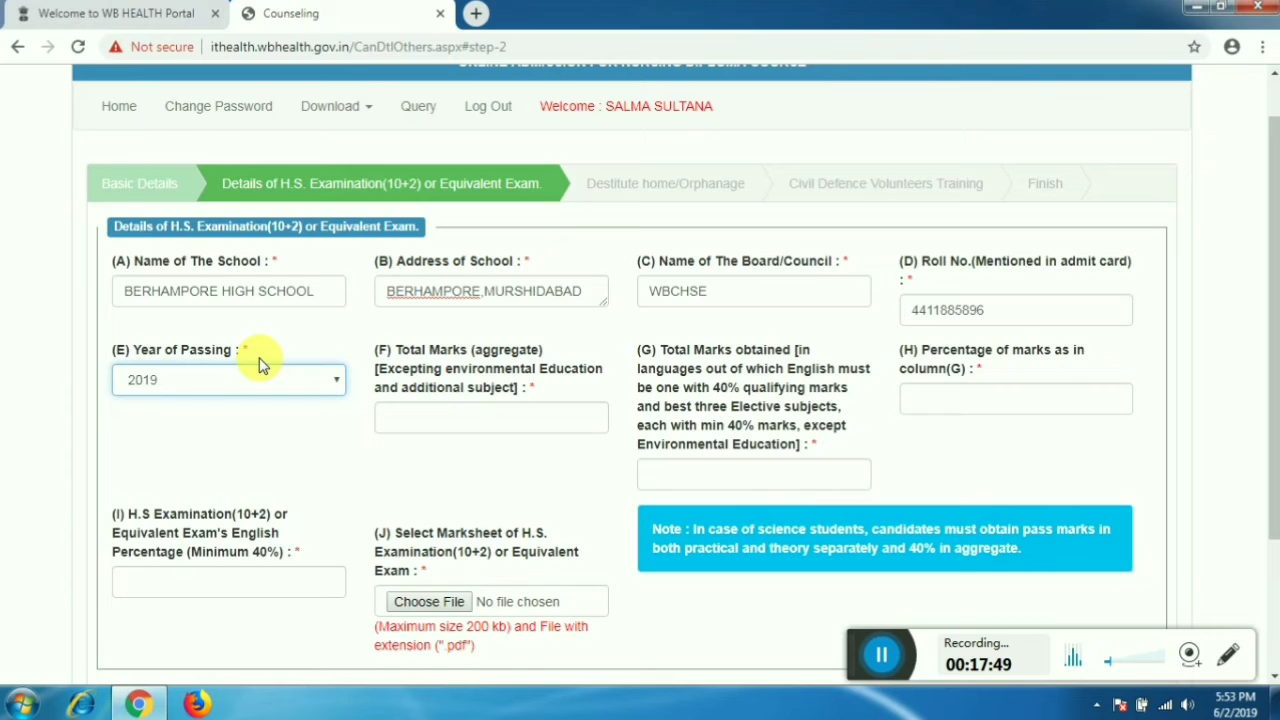 Welcome to WB HEALTH Portal
Counseling
Not secure
ithealth.wbhealth.gov.in/CanDtlOthers.aspx#step-2
Home
Change Password
Download
Query
Log Out
Welcome : SALMA SULTANA
Basic Details
Details of H.S. Examination(10+2) or Equivalent Exam.
Destitute home/Orphanage
Civil Defence Volunteers Training
Finish
Details of H.S. Examination(10+2) or Equivalent Exam.
(A) Name of The School : *
BERHAMPORE HIGH SCHOOL
(B) Address of School : *
BERHAMPORE,MURSHIDABAD
(C) Name of The Board/Council : *
WBCHSE
(D) Roll No.(Mentioned in admit card)
: *
4411885896
(E) Year of Passing : *
2019
(F) Total Marks (aggregate)
[Excepting environmental Education
and additional subject] : *
(G) Total Marks obtained [in
languages out of which English must
be one with 40% qualifying marks
and best three Elective subjects,
each with min 40% marks, except
Environmental Education] : *
(H) Percentage of marks as in
column(G) : *
(I) H.S Examination(10+2) or
Equivalent Exam's English
Percentage (Minimum 40%) : *
(J) Select Marksheet of H.S.
Examination(10+2) or Equivalent
Exam : *
Choose File No file chosen
(Maximum size 200 kb) and File with
extension (".pdf")
Note : In case of science students, candidates must obtain pass marks in
both practical and theory separately and 40% in aggregate.
Recording...
00:17:49
5:53 PM
6/2/2019